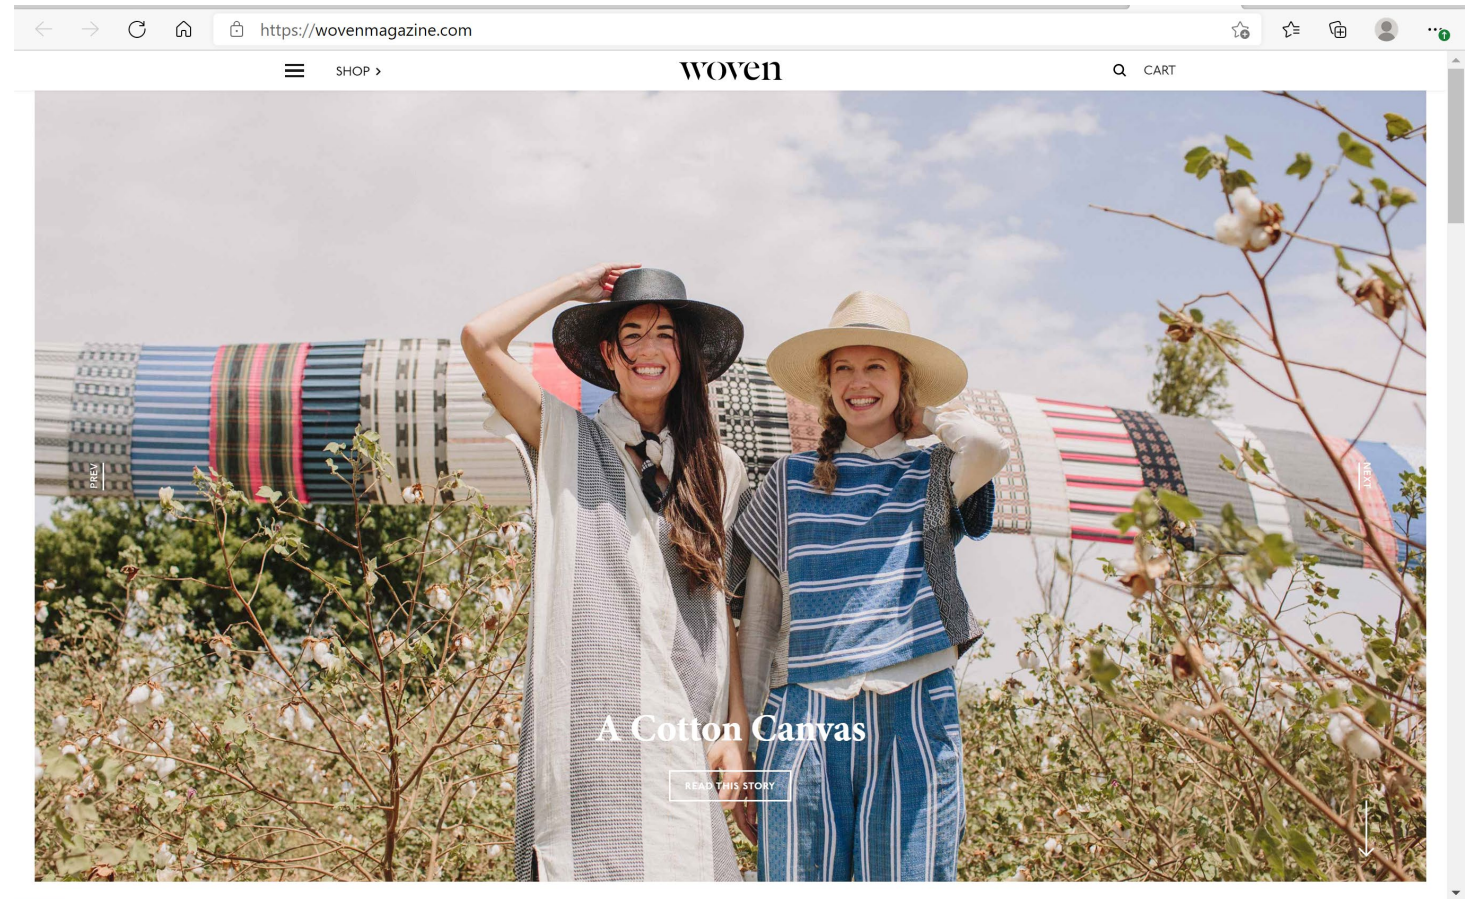 https://wovenmagazine.com
SHOP >
woven
CART
PREV
NEXT
A Cotton Canvas
READ THIS STORY